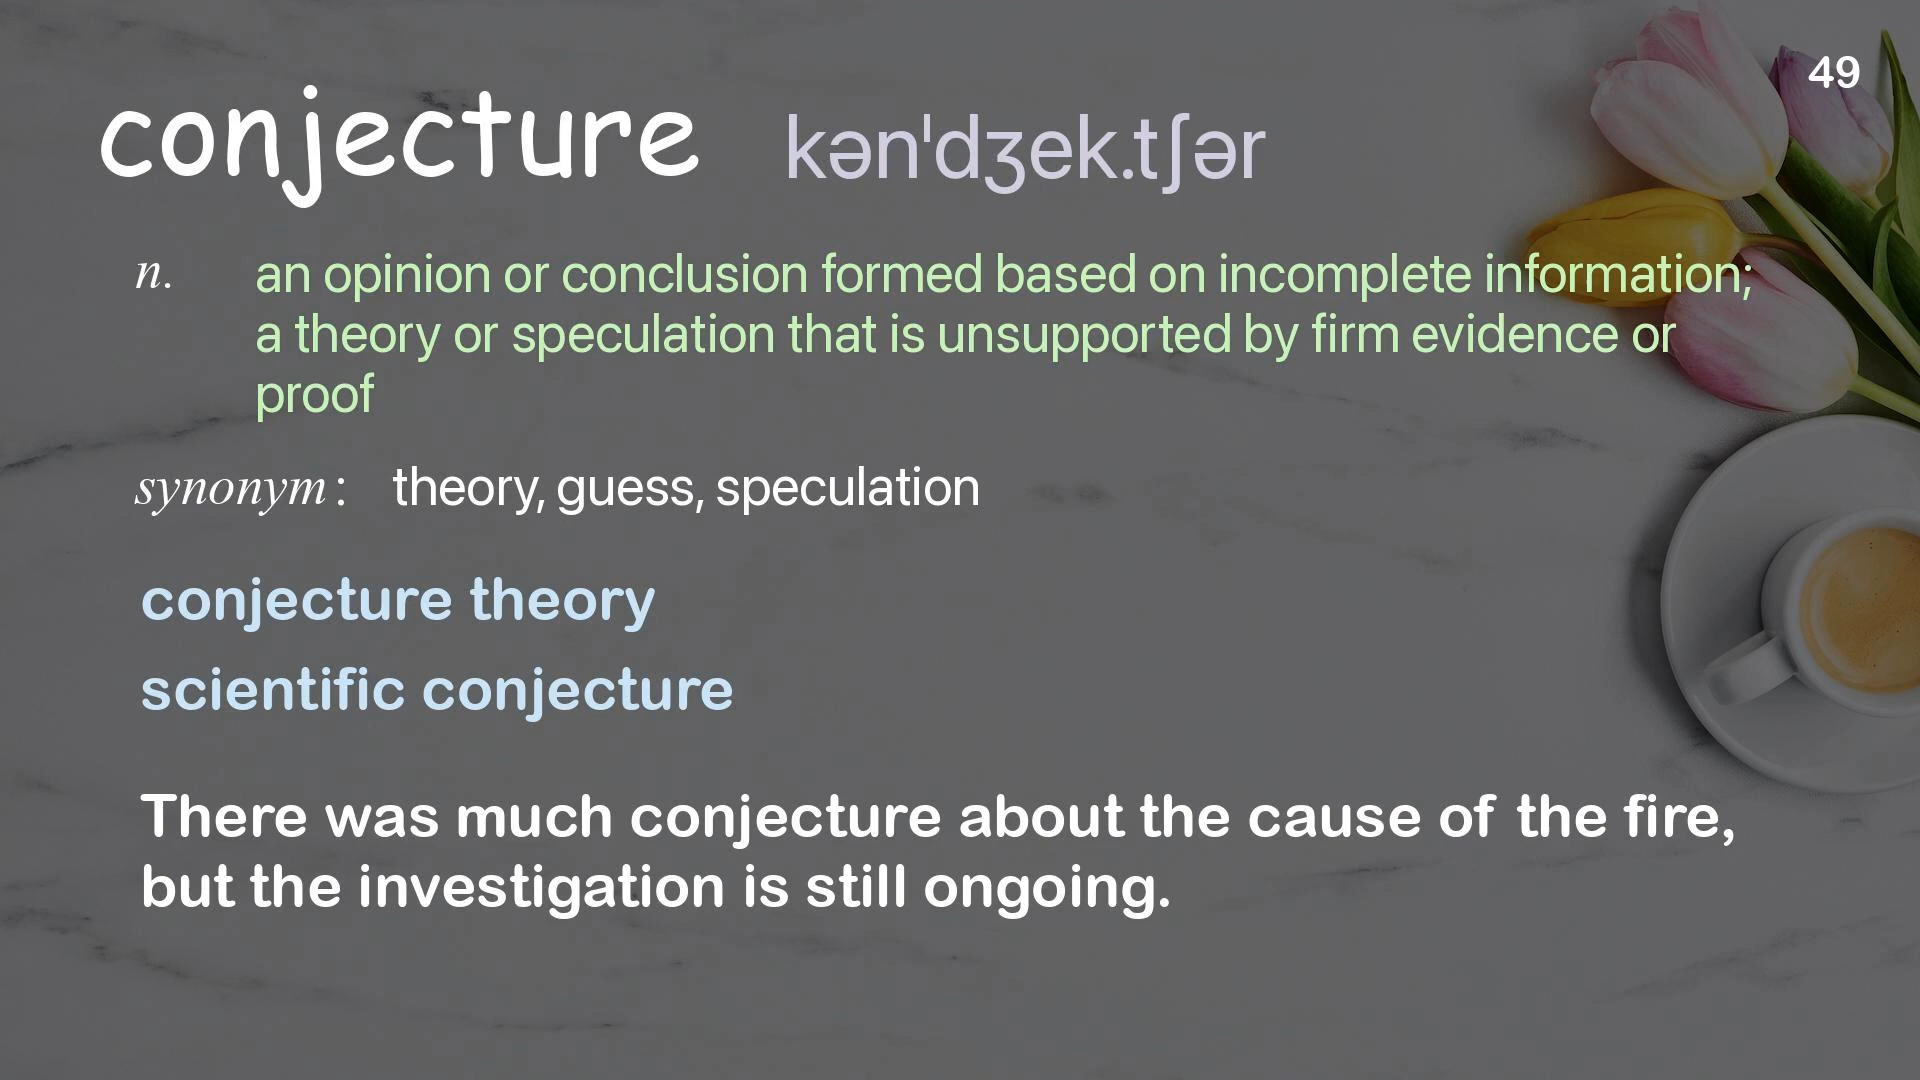 49
conjecture kən'dʒek.tʃər
n. an opinion or conclusion formed based on incomplete information;
a theory or speculation that is unsupported by firm evidence or
proof
synonym : theory, guess, speculation
conjecture theory
scientific conjecture
There was much conjecture about the cause of the fire,
but the investigation is still ongoing.